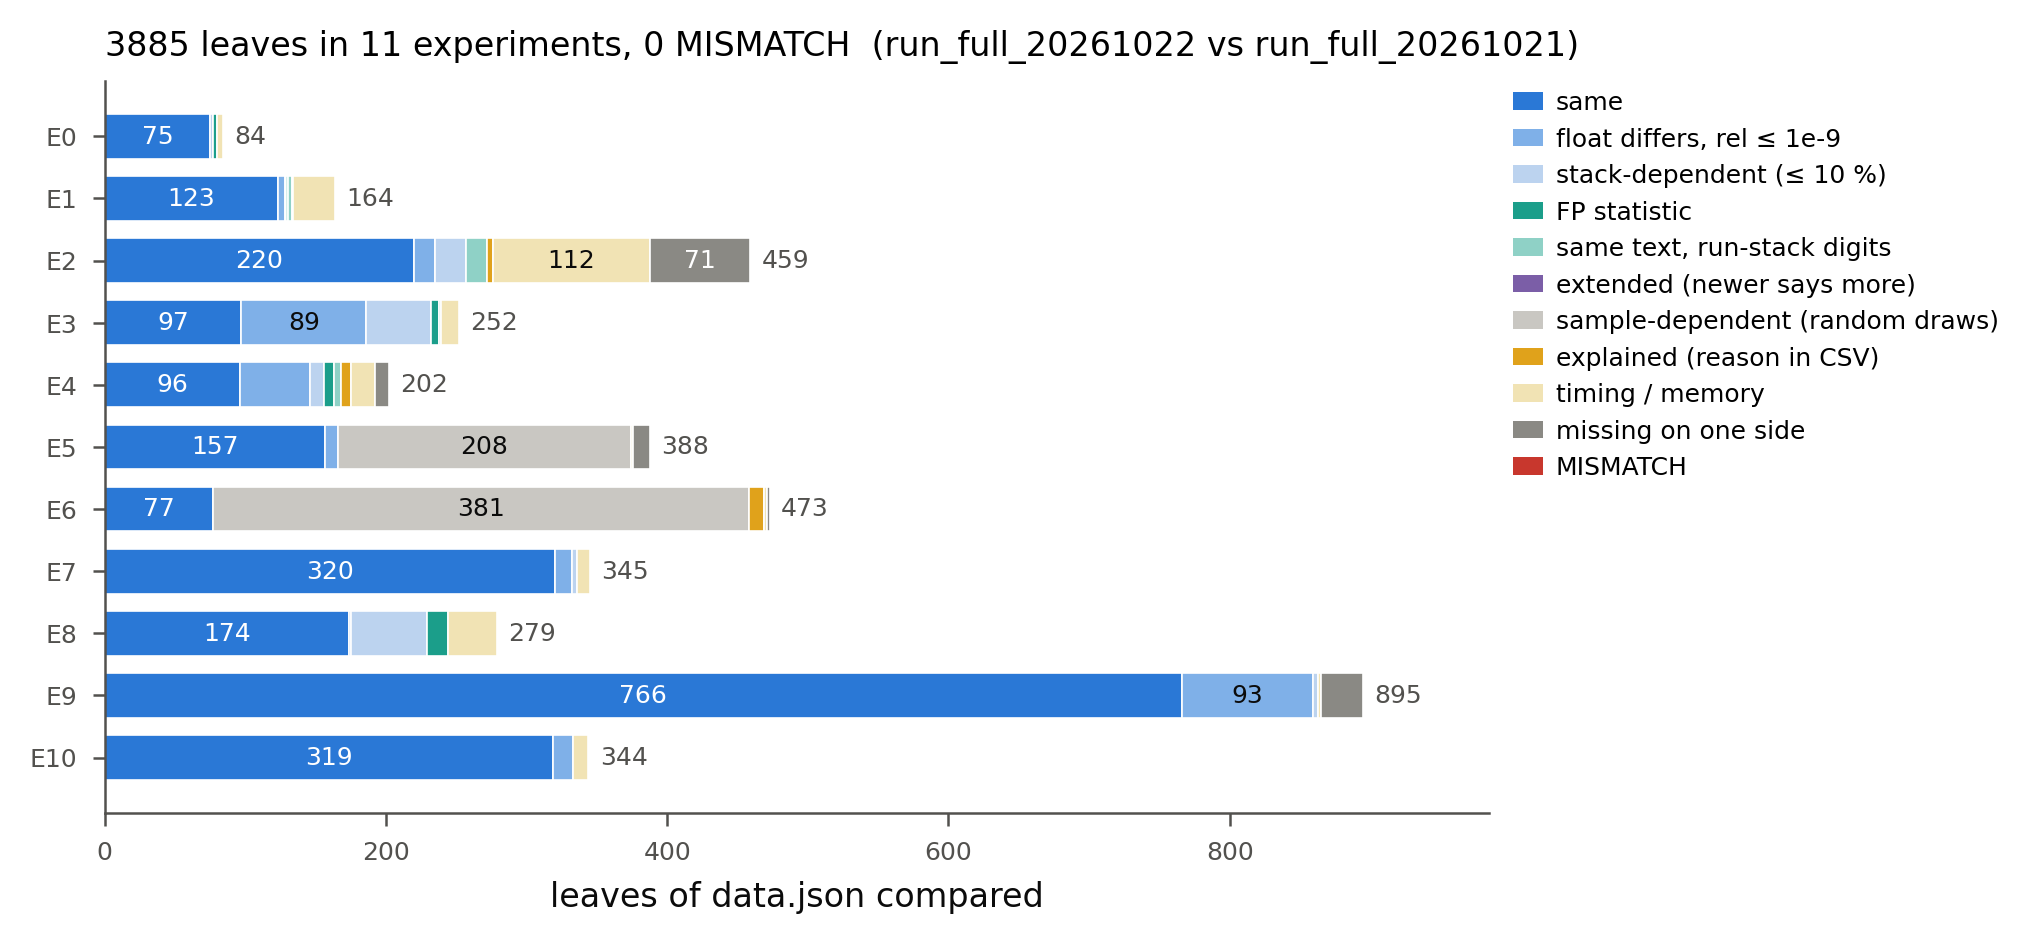 3885 leaves in 11 experiments, 0 MISMATCH  (run_full_20261022 vs run_full_20261021)
E0 75 84
E1 123 164
E2 220 112 71 459
E3 97 89 252
E4 96 202
E5 157 208 388
E6 77 381 473
E7 320 345
E8 174 279
E9 766 93 895
E10 319 344
0 200 400 600 800
leaves of data.json compared
same
float differs, rel ≤ 1e-9
stack-dependent (≤ 10 %)
FP statistic
same text, run-stack digits
extended (newer says more)
sample-dependent (random draws)
explained (reason in CSV)
timing / memory
missing on one side
MISMATCH